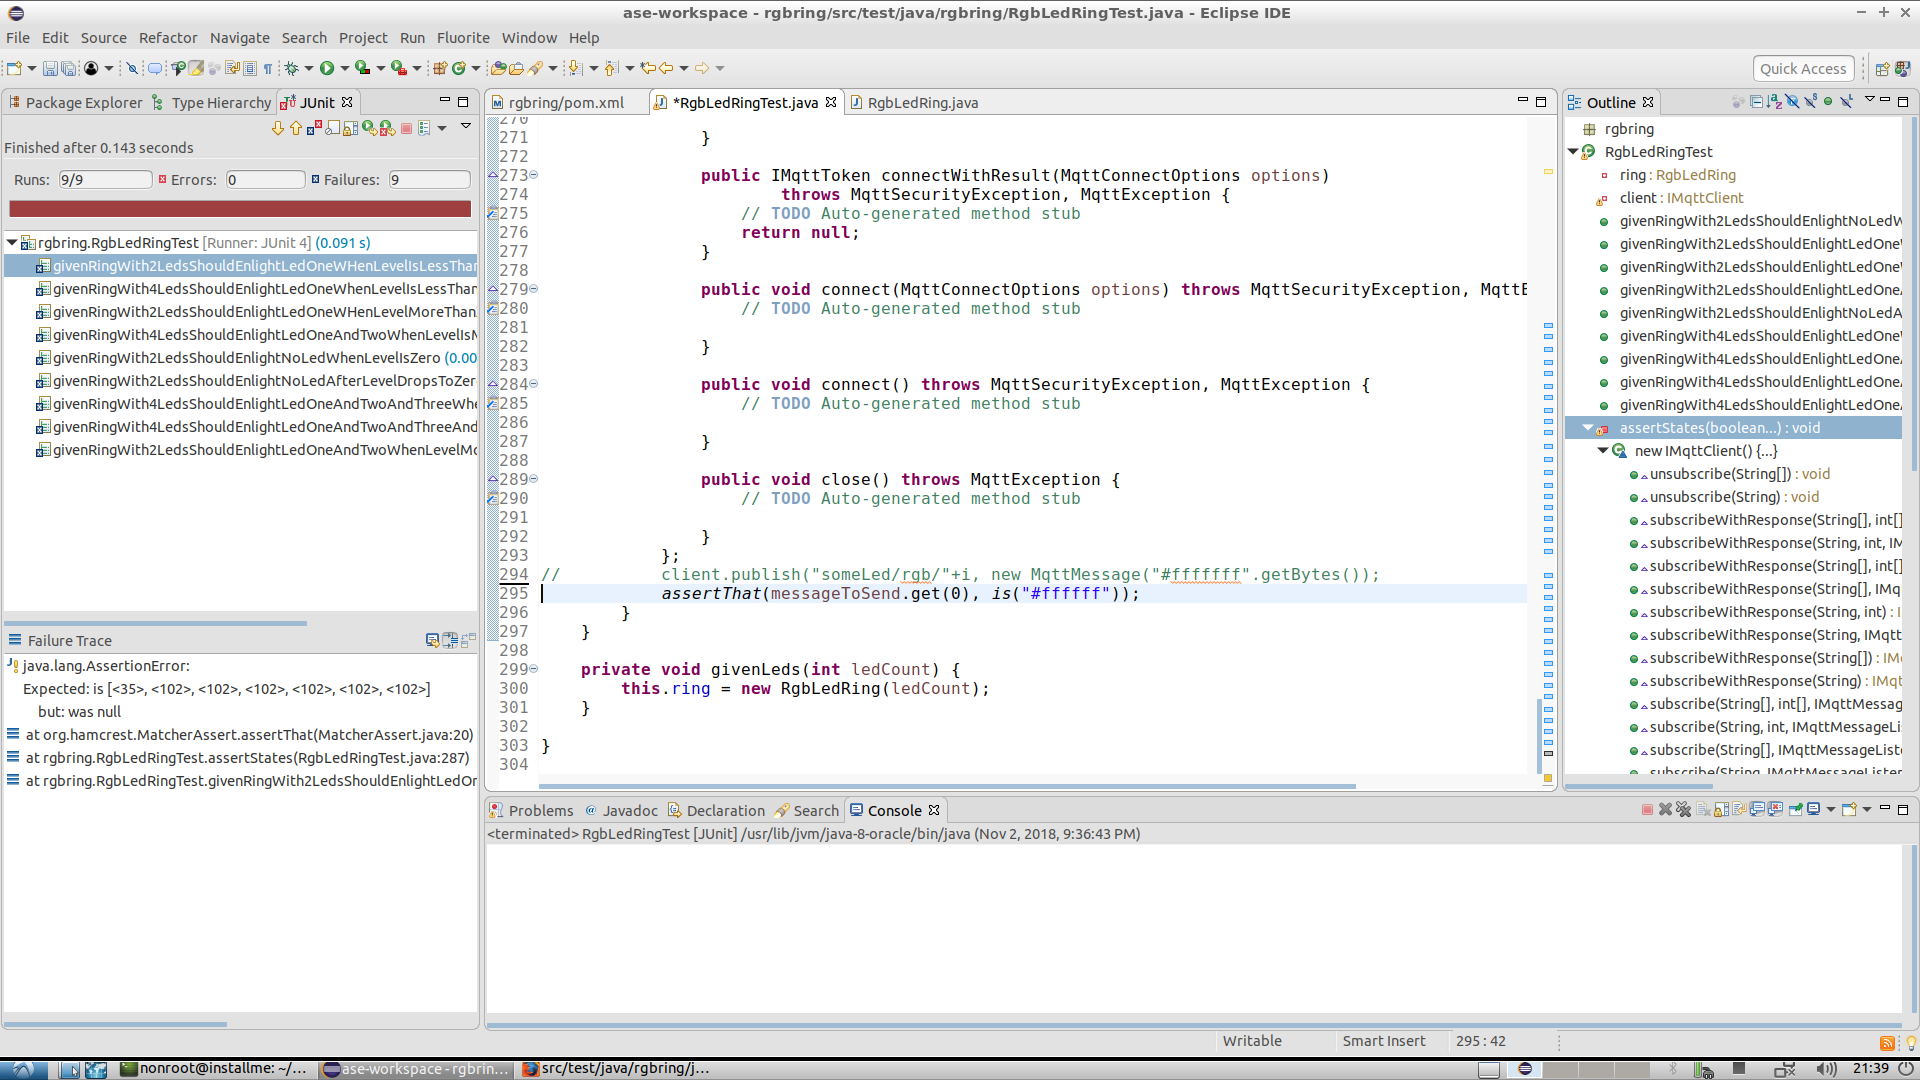 ase-workspace - rgbring/src/test/java/rgbring/RgbLedRingTest.java - Eclipse IDE
File Edit Source Refactor Navigate Search Project Run Fluorite Window Help
Quick Access
Package Explorer Type Hierarchy JUnit
Finished after 0.143 seconds
Runs: 9/9 Errors: 0 Failures: 9
rgbring.RgbLedRingTest [Runner: JUnit 4] (0.091 s)
givenRingWith2LedsShouldEnlightLedOneWHenLevelIsLessThan
givenRingWith4LedsShouldEnlightLedOneWhenLevelIsLessThan
givenRingWith2LedsShouldEnlightLedOneWHenLevelMoreThan
givenRingWith4LedsShouldEnlightLedOneAndTwoWhenLevelIsM
givenRingWith2LedsShouldEnlightNoLedWhenLevelIsZero (0.00
givenRingWith2LedsShouldEnlightNoLedAfterLevelDropsToZer
givenRingWith4LedsShouldEnlightLedOneAndTwoAndThreeWhe
givenRingWith4LedsShouldEnlightLedOneAndTwoAndThreeAnd
givenRingWith2LedsShouldEnlightLedOneAndTwoWhenLevelMo
Failure Trace
java.lang.AssertionError:
Expected: is [<35>, <102>, <102>, <102>, <102>, <102>, <102>]
but: was null
at org.hamcrest.MatcherAssert.assertThat(MatcherAssert.java:20)
at rgbring.RgbLedRingTest.assertStates(RgbLedRingTest.java:287)
at rgbring.RgbLedRingTest.givenRingWith2LedsShouldEnlightLedOr
rgbring/pom.xml *RgbLedRingTest.java RgbLedRing.java
270
271 }
272
273 public IMqttToken connectWithResult(MqttConnectOptions options)
274 throws MqttSecurityException, MqttException {
275 // TODO Auto-generated method stub
276 return null;
277 }
278
279 public void connect(MqttConnectOptions options) throws MqttSecurityException, MqttE
280 // TODO Auto-generated method stub
281
282 }
283
284 public void connect() throws MqttSecurityException, MqttException {
285 // TODO Auto-generated method stub
286
287 }
288
289 public void close() throws MqttException {
290 // TODO Auto-generated method stub
291
292 }
293 };
294 // client.publish("someLed/rgb/"+i, new MqttMessage("#fffffff".getBytes());
295 assertThat(messageToSend.get(0), is("#ffffff"));
296 }
297 }
298
299 private void givenLeds(int ledCount) {
300 this.ring = new RgbLedRing(ledCount);
301 }
302
303 }
304
Outline
rgbring
RgbLedRingTest
ring : RgbLedRing
client : IMqttClient
givenRingWith2LedsShouldEnlightNoLedW
givenRingWith2LedsShouldEnlightLedOneW
givenRingWith2LedsShouldEnlightLedOneW
givenRingWith2LedsShouldEnlightLedOneA
givenRingWith2LedsShouldEnlightNoLedA
givenRingWith4LedsShouldEnlightLedOneW
givenRingWith4LedsShouldEnlightLedOneA
givenRingWith4LedsShouldEnlightLedOneA
givenRingWith4LedsShouldEnlightLedOneA
assertStates(boolean...) : void
new IMqttClient() {...}
unsubscribe(String[]) : void
unsubscribe(String) : void
subscribeWithResponse(String[], int[]
subscribeWithResponse(String, int, IM
subscribeWithResponse(String[], int[]
subscribeWithResponse(String[], IMq
subscribeWithResponse(String, int) : I
subscribeWithResponse(String, IMqtt
subscribeWithResponse(String[]) : IM
subscribeWithResponse(String) : IMqt
subscribe(String[], int[], IMqttMessag
subscribe(String, int, IMqttMessageLi
subscribe(String[], IMqttMessageListe
subscribe(String, IMqttMessageListen
Problems Javadoc Declaration Search Console
<terminated> RgbLedRingTest [JUnit] /usr/lib/jvm/java-8-oracle/bin/java (Nov 2, 2018, 9:36:43 PM)
Writable Smart Insert 295 : 42
nonroot@installme: ~/... ase-workspace - rgbrin... src/test/java/rgbring/j... 21:39